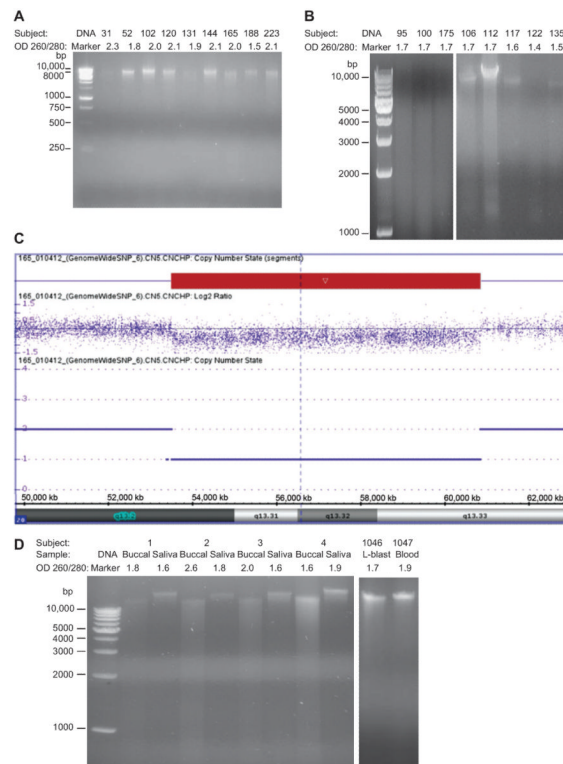 A
Subject: DNA 31 52 102 120 131 144 165 188 223
OD 260/280: Marker 2.3 1.8 2.0 2.1 1.9 2.1 2.0 1.5 2.1
bp
10,000
8000
1000
750
500
250
B
Subject: DNA 95 100 175 106 112 117 122 135
OD 260/280: Marker 1.7 1.7 1.7 1.7 1.7 1.6 1.4 1.5
bp
10,000
5000
4000
3000
2000
1000
C
165_010412_(GenomeWideSNP_6).CN5.CNCHP: Copy Number State (segments)
165_010412_(GenomeWideSNP_6).CN5.CNCHP: Log2 Ratio
1.5
-1.5
165_010412_(GenomeWideSNP_6).CN5.CNCHP: Copy Number State
4
3
2
1
0
50,000 kb 52,000 kb 54,000 kb 56,000 kb 58,000 kb 60,000 kb 62,000 kb
q13.2 q13.31 q13.32 q13.33
D
Subject: 1 2 3 4 1046 1047
Sample: DNA Buccal Saliva Buccal Saliva Buccal Saliva Buccal Saliva L-blast Blood
OD 260/280: Marker 1.8 1.6 2.6 1.8 2.0 1.6 1.6 1.9 1.7 1.9
bp
10,000
5000
4000
3000
2000
1000